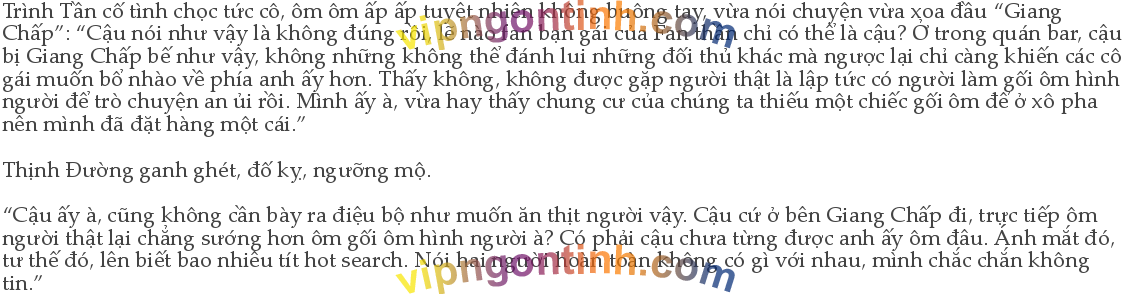 Trình Tần cố tình chọc tức cô, ôm ôm ấp ấp tuyệt nhiên không buông tay, vừa nói chuyện vừa xoa đầu “Giang
Chấp”: “Cậu nói như vậy là không đúng rồi, lẽ nào làm bạn gái của Fan thần chỉ có thể là cậu? Ở trong quán bar, cậu
bị Giang Chấp bế như vậy, không những không thể đánh lui những đối thủ khác mà ngược lại chỉ càng khiến các cô
gái muốn bổ nhào về phía anh ấy hơn. Thấy không, không được gặp người thật là lập tức có người làm gối ôm hình
người để trò chuyện an ủi rồi. Mình ấy à, vừa hay thấy chung cư của chúng ta thiếu một chiếc gối ôm để ở xô pha
nên mình đã đặt hàng một cái.”
Thịnh Đường ganh ghét, đố kỵ, ngưỡng mộ.
“Cậu ấy à, cũng không cần bày ra điệu bộ như muốn ăn thịt người vậy. Cậu cứ ở bên Giang Chấp đi, trực tiếp ôm
người thật lại chẳng sướng hơn ôm gối ôm hình người à? Có phải cậu chưa từng được anh ấy ôm đâu. Ánh mắt đó,
tư thế đó, lên biết bao nhiêu tít hot search. Nói hai người hoàn toàn không có gì với nhau, mình chắc chắn không
tin.”
vipngontinh.com
vipngontinh.com